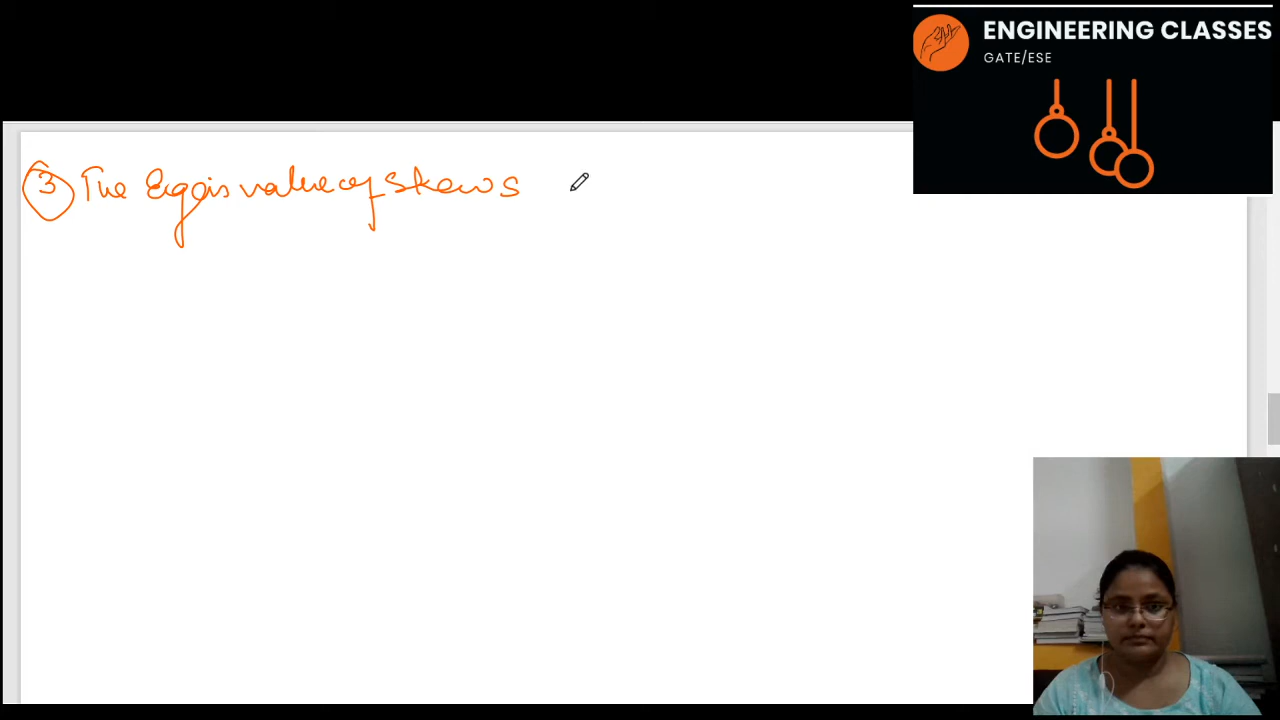 ENGINEERING CLASSES
GATE/ESE
3 The Eigen value of Skew S